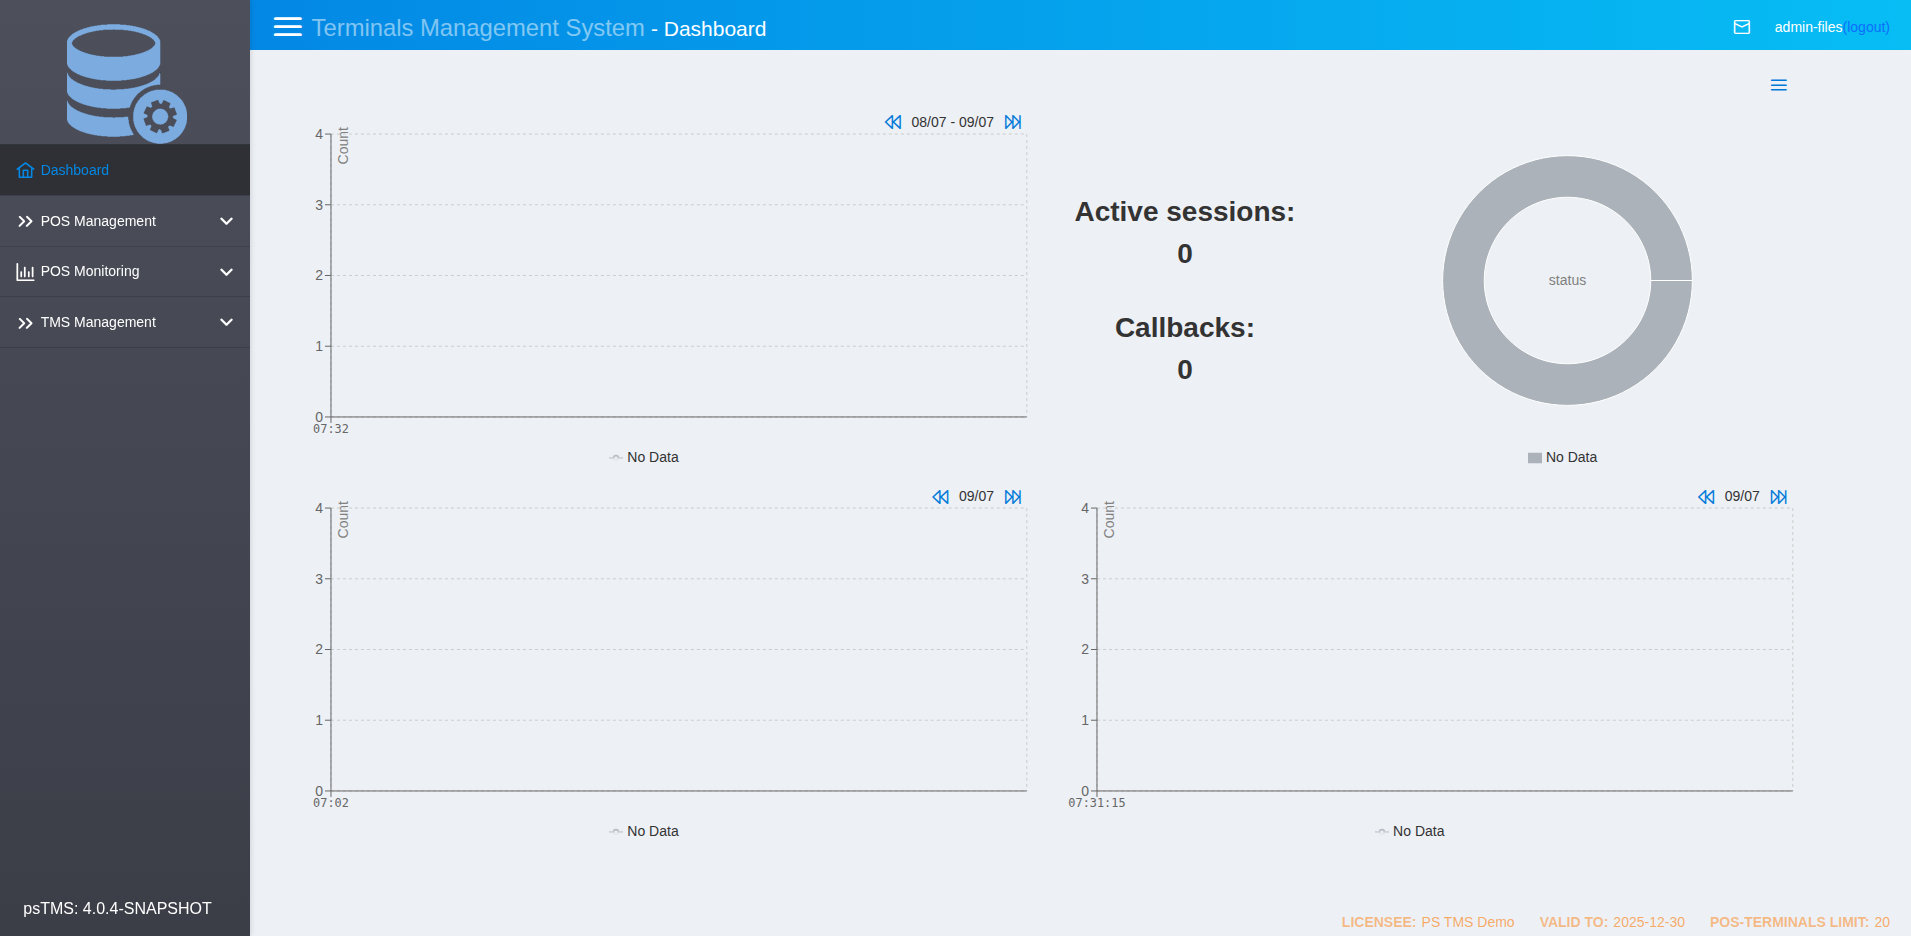 Terminals Management System - Dashboard
admin-files(logout)
Dashboard
POS Management
POS Monitoring
TMS Management
psTMS: 4.0.4-SNAPSHOT
08/07 - 09/07
Count
4
3
2
1
0
07:32
No Data
Active sessions:
0
Callbacks:
0
status
No Data
09/07
Count
4
3
2
1
0
07:02
No Data
09/07
Count
4
3
2
1
0
07:31:15
No Data
LICENSEE: PS TMS Demo VALID TO: 2025-12-30 POS-TERMINALS LIMIT: 20